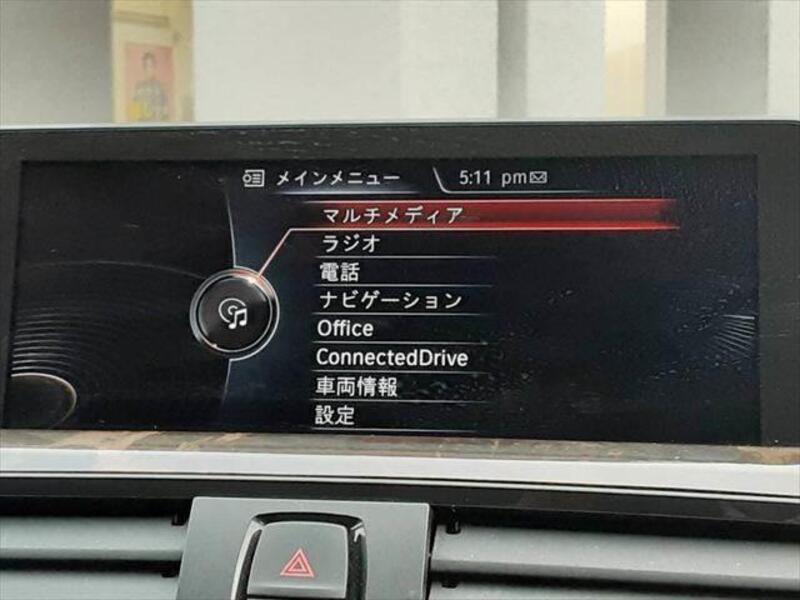 メインメニュー 5:11 pm
マルチメディア
ラジオ
電話
ナビゲーション
Office
ConnectedDrive
車両情報
設定